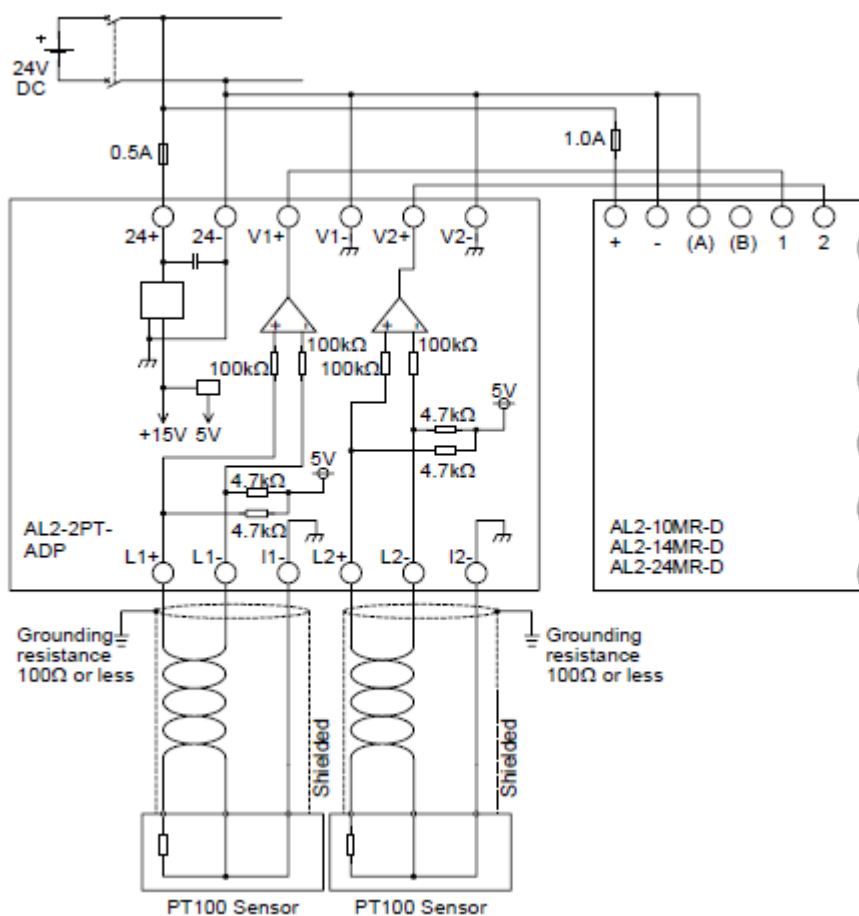 +
24V
DC
0.5A
1.0A
24+ 24- V1+ V1- V2+ V2-
+ - (A) (B) 1 2
+ -
+ -
100kΩ
100kΩ
100kΩ 100kΩ
5V
4.7kΩ
+15V 5V
4.7kΩ
5V
4.7kΩ
4.7kΩ
AL2-2PT-
ADP
AL2-10MR-D
AL2-14MR-D
AL2-24MR-D
L1+ L1- I1- L2+ L2- I2-
Grounding
resistance
100Ω or less
Grounding
resistance
100Ω or less
Shielded
Shielded
PT100 Sensor
PT100 Sensor